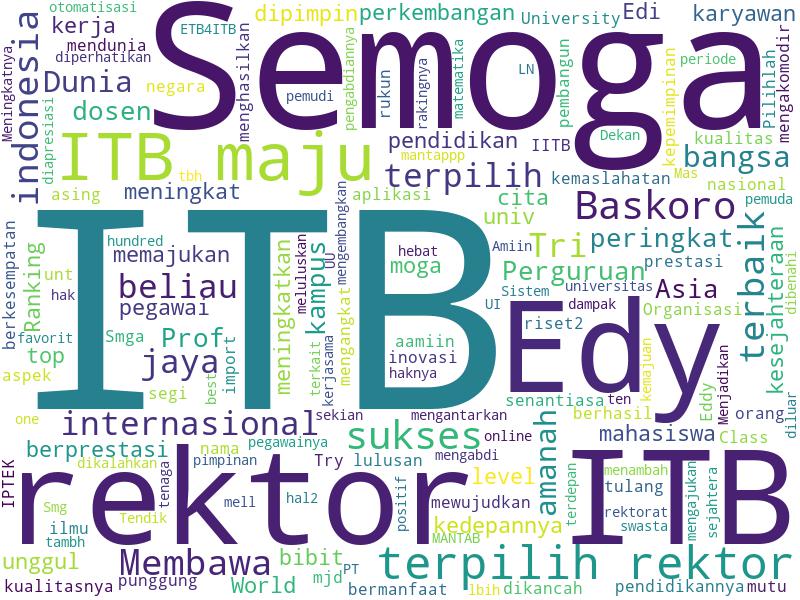 otomatisasi
kerja
mendunia
diperhatikan
Dunia
negara
dosen
Meningkatnya
indonesia
diapresiasi
ETB4ITB
menghasilkan
Semoga
dipimpin
perkembangan
University
Edi
karyawan
pemudi
pengabdiannya
rukun
rakingnya
matematika
LN
pembangun
Dekan
kepemimpinan
periode
Pilihlah
mengakomodir
kualitas
bangsa
ITB maju
tbh
pendidikan
mantappp
IITB
terpilih
kemaslahatan
Mas
nasional
asing
meningkat
aplikasi
cita
univ
Baskoro
pemuda
berkesempatan
Ranking
unt
hak
favorit
top
aspek
hundred
memajukan
beliau
pegawai
Smga
Prof
jaya
segi
best
import
ITB
meningkatkan
kampus
meluluskan
UU
mengembangkan
terkait
kerjasama
mengangkat
hebat
moga
aamiin
inovasi
haknya
Amiin
Tri
peringkat
Perguruan
Sistem
universitas
prestasi
terbaik
kesejahteraan
dibenahi
UI
dampak
Asia
Organisasi
riset2
Edy
kemajuan
senantiasa
ten
berhasil
Eddy
Menjadikan
orang
diluar
one
internasional
sekian
mengantarkan
sukses
online
amanah
mahasiswa
Class
berprestasi
nama
pegawainya
dikalahkan
tenaga
pimpinan
Try
lulusan
mengabdi
level
terdepan
menambah
tulang
mengajukan
sejahtera
IPTEK
Smg
ilmu
tambh
Tendik
rektor ITB
mell
hal2
positif
mewujudkan
kedepannya
MANTAB
rektorat
swasta
unggul
Membawa
bibit
terpilih rektor
kualitasnya
punggung
World
mjd
PT
bermanfaat
lbih
dikancah
pendidikannya
mutu